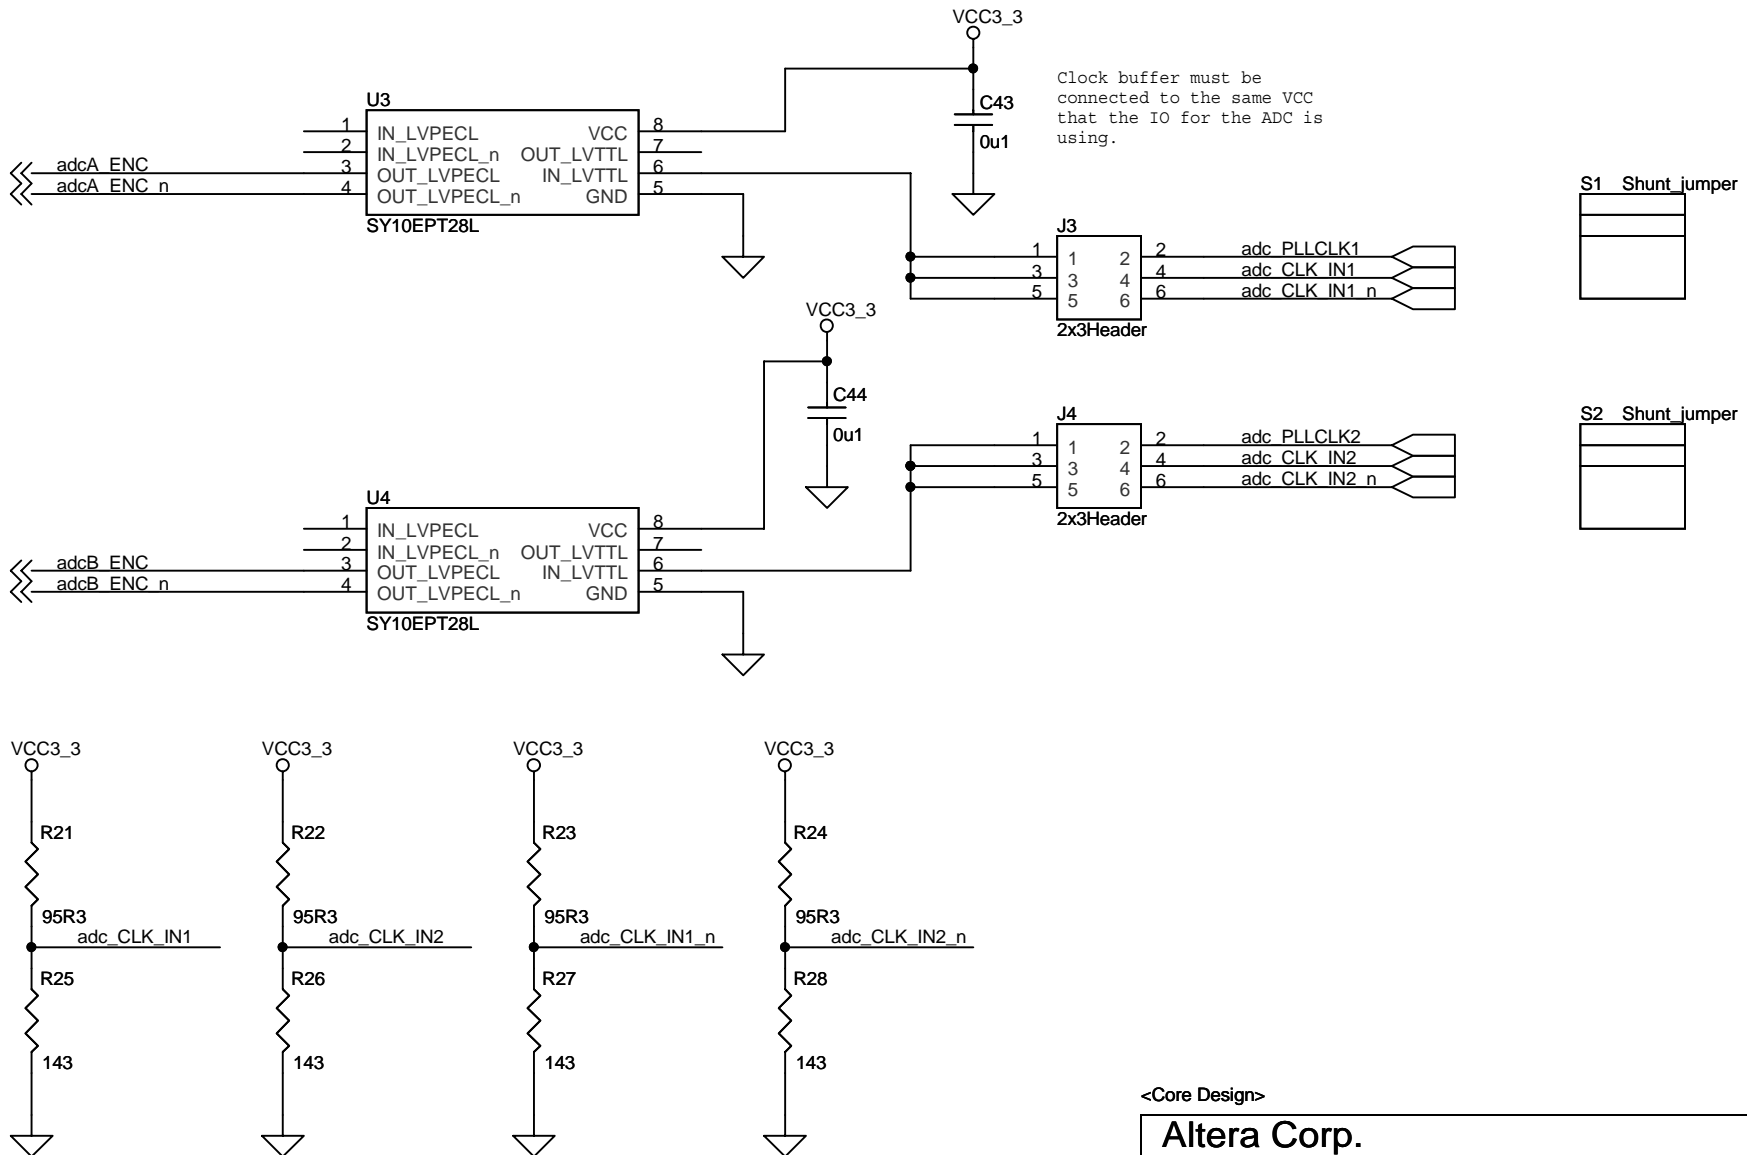 VCC3_3
Clock buffer must be
connected to the same VCC
that the IO for the ADC is
using.
C43
0u1
U3
1 IN_LVPECL VCC 8
2 IN_LVPECL_n OUT_LVTTL 7
adcA_ENC 3 OUT_LVPECL IN_LVTTL 6
adcA_ENC_n 4 OUT_LVPECL_n GND 5
SY10EPT28L
S1 Shunt_jumper
J3
1 1 2 2 adc_PLLCLK1
3 3 4 4 adc_CLK_IN1
5 5 6 6 adc_CLK_IN1_n
2x3Header
VCC3_3
C44
0u1
J4
1 1 2 2 adc_PLLCLK2
3 3 4 4 adc_CLK_IN2
5 5 6 6 adc_CLK_IN2_n
2x3Header
S2 Shunt_jumper
U4
1 IN_LVPECL VCC 8
2 IN_LVPECL_n OUT_LVTTL 7
adcB_ENC 3 OUT_LVPECL IN_LVTTL 6
adcB_ENC_n 4 OUT_LVPECL_n GND 5
SY10EPT28L
VCC3_3 VCC3_3 VCC3_3 VCC3_3
R21 R22 R23 R24
95R3 95R3 95R3 95R3
adc_CLK_IN1 adc_CLK_IN2 adc_CLK_IN1_n adc_CLK_IN2_n
R25 R26 R27 R28
143 143 143 143
<Core Design>
Altera Corp.